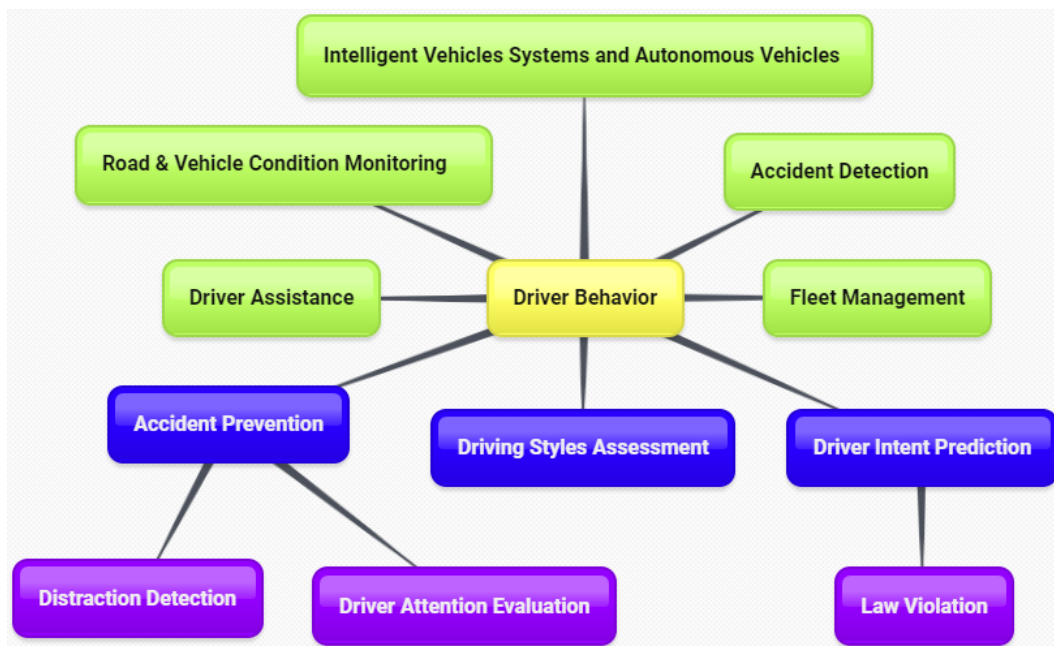 Intelligent Vehicles Systems and Autonomous Vehicles
Road & Vehicle Condition Monitoring
Accident Detection
Driver Assistance
Driver Behavior
Fleet Management
Accident Prevention
Driving Styles Assessment
Driver Intent Prediction
Distraction Detection
Driver Attention Evaluation
Law Violation